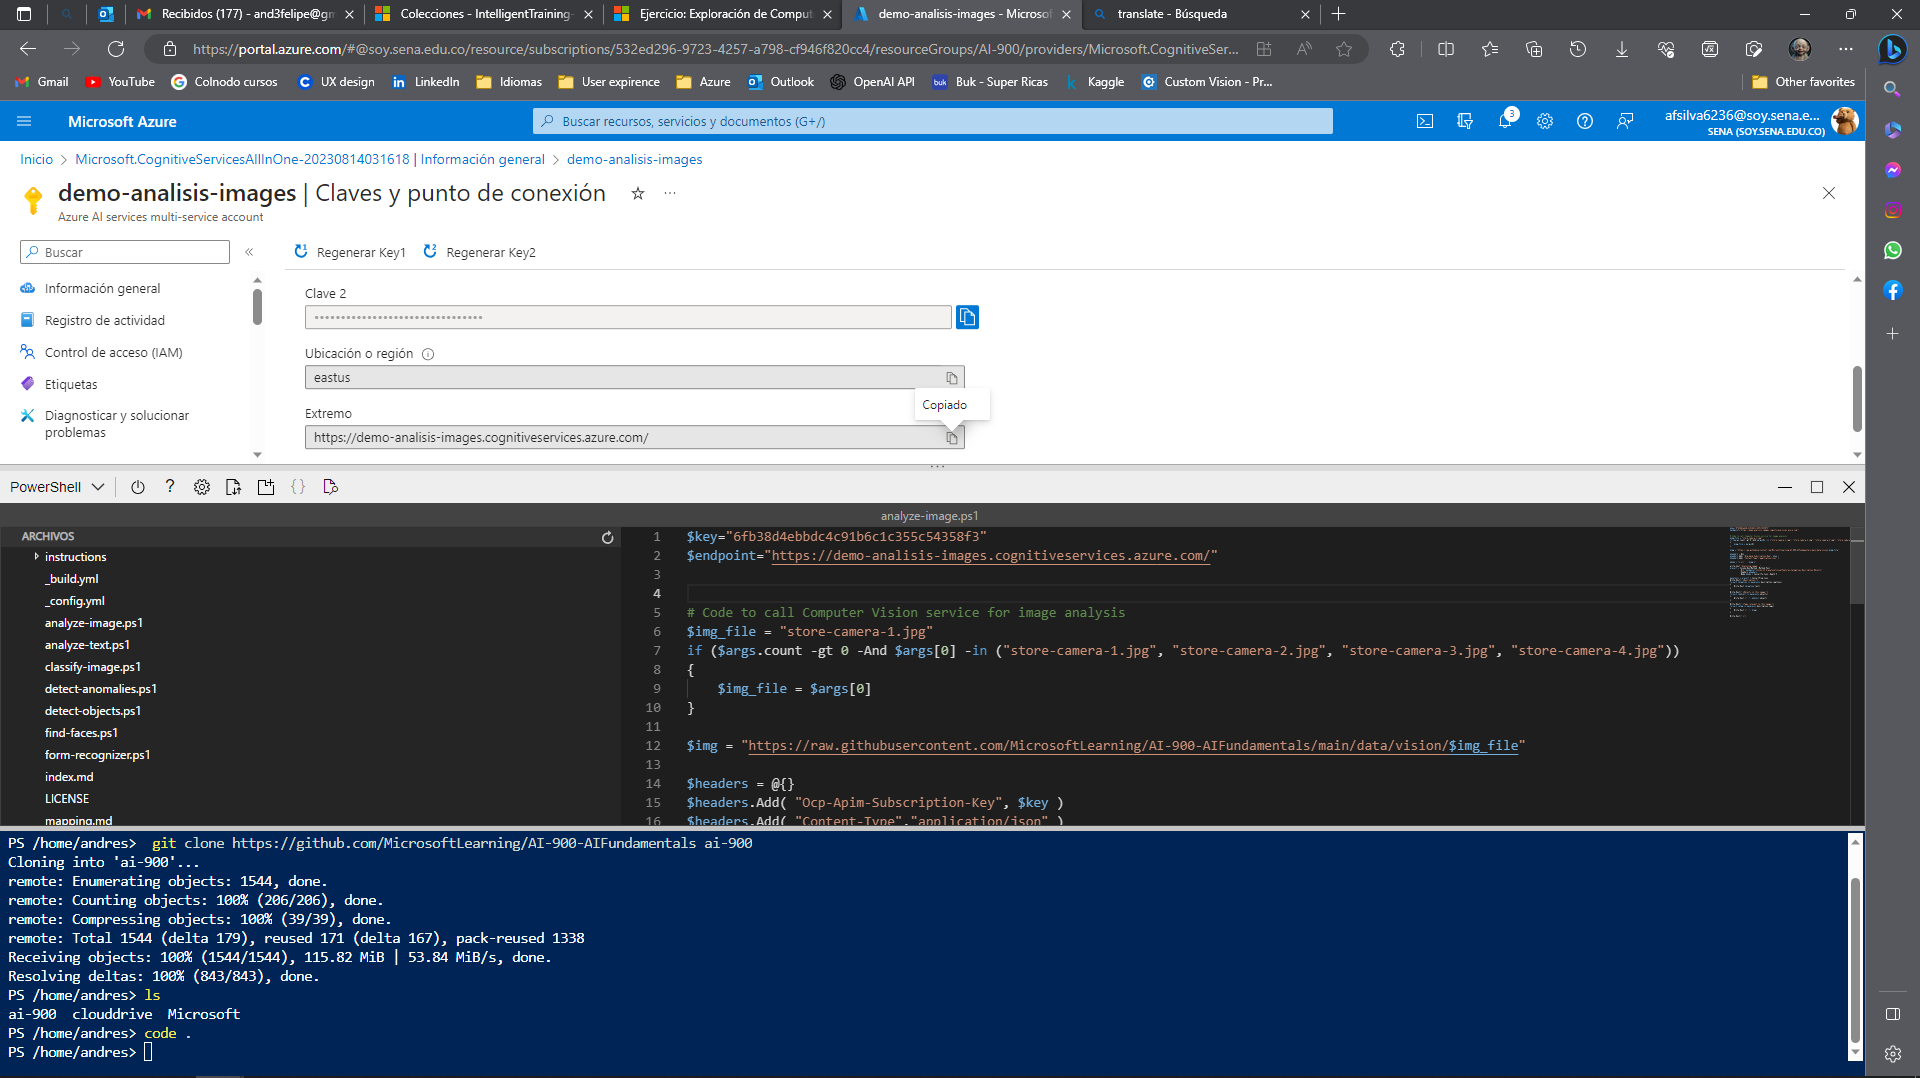 Recibidos (177) - and3felipe@gm
Colecciones - IntelligentTraining-
Ejercicio: Exploración de Comput
demo-analisis-images - Microsof
translate - Búsqueda
https://portal.azure.com/#@soy.sena.edu.co/resource/subscriptions/532ed296-9723-4257-a798-cf946f820cc4/resourceGroups/AI-900/providers/Microsoft.CognitiveSer...
Gmail
YouTube
Colnodo cursos
UX design
LinkedIn
Idiomas
User expirence
Azure
Outlook
OpenAI API
Buk - Super Ricas
Kaggle
Custom Vision - Pr...
Other favorites
Microsoft Azure
Buscar recursos, servicios y documentos (G+/)
3
afsilva6236@soy.sena.e...
SENA (SOY.SENA.EDU.CO)
Inicio > Microsoft.CognitiveServicesAllInOne-20230814031618 | Información general > demo-analisis-images
demo-analisis-images | Claves y punto de conexión
Azure AI services multi-service account
Buscar
Regenerar Key1
Regenerar Key2
Información general
Registro de actividad
Control de acceso (IAM)
Etiquetas
Diagnosticar y solucionar
problemas
Clave 2
Ubicación o región
eastus
Copiado
Extremo
https://demo-analisis-images.cognitiveservices.azure.com/
PowerShell
analyze-image.ps1
ARCHIVOS
instructions
_build.yml
_config.yml
analyze-image.ps1
analyze-text.ps1
classify-image.ps1
detect-anomalies.ps1
detect-objects.ps1
find-faces.ps1
form-recognizer.ps1
index.md
LICENSE
mapping.md
1 $key="6fb38d4ebbdc4c91b6c1c355c54358f3"
2 $endpoint="https://demo-analisis-images.cognitiveservices.azure.com/"
3
4
5 # Code to call Computer Vision service for image analysis
6 $img_file = "store-camera-1.jpg"
7 if ($args.count -gt 0 -And $args[0] -in ("store-camera-1.jpg", "store-camera-2.jpg", "store-camera-3.jpg", "store-camera-4.jpg"))
8 {
9 $img_file = $args[0]
10 }
11
12 $img = "https://raw.githubusercontent.com/MicrosoftLearning/AI-900-AIFundamentals/main/data/vision/$img_file"
13
14 $headers = @{}
15 $headers.Add( "Ocp-Apim-Subscription-Key", $key )
16 $headers.Add( "Content-Type","application/json" )
PS /home/andres> git clone https://github.com/MicrosoftLearning/AI-900-AIFundamentals ai-900
Cloning into 'ai-900'...
remote: Enumerating objects: 1544, done.
remote: Counting objects: 100% (206/206), done.
remote: Compressing objects: 100% (39/39), done.
remote: Total 1544 (delta 179), reused 171 (delta 167), pack-reused 1338
Receiving objects: 100% (1544/1544), 115.82 MiB | 53.84 MiB/s, done.
Resolving deltas: 100% (843/843), done.
PS /home/andres> ls
ai-900 clouddrive Microsoft
PS /home/andres> code .
PS /home/andres>